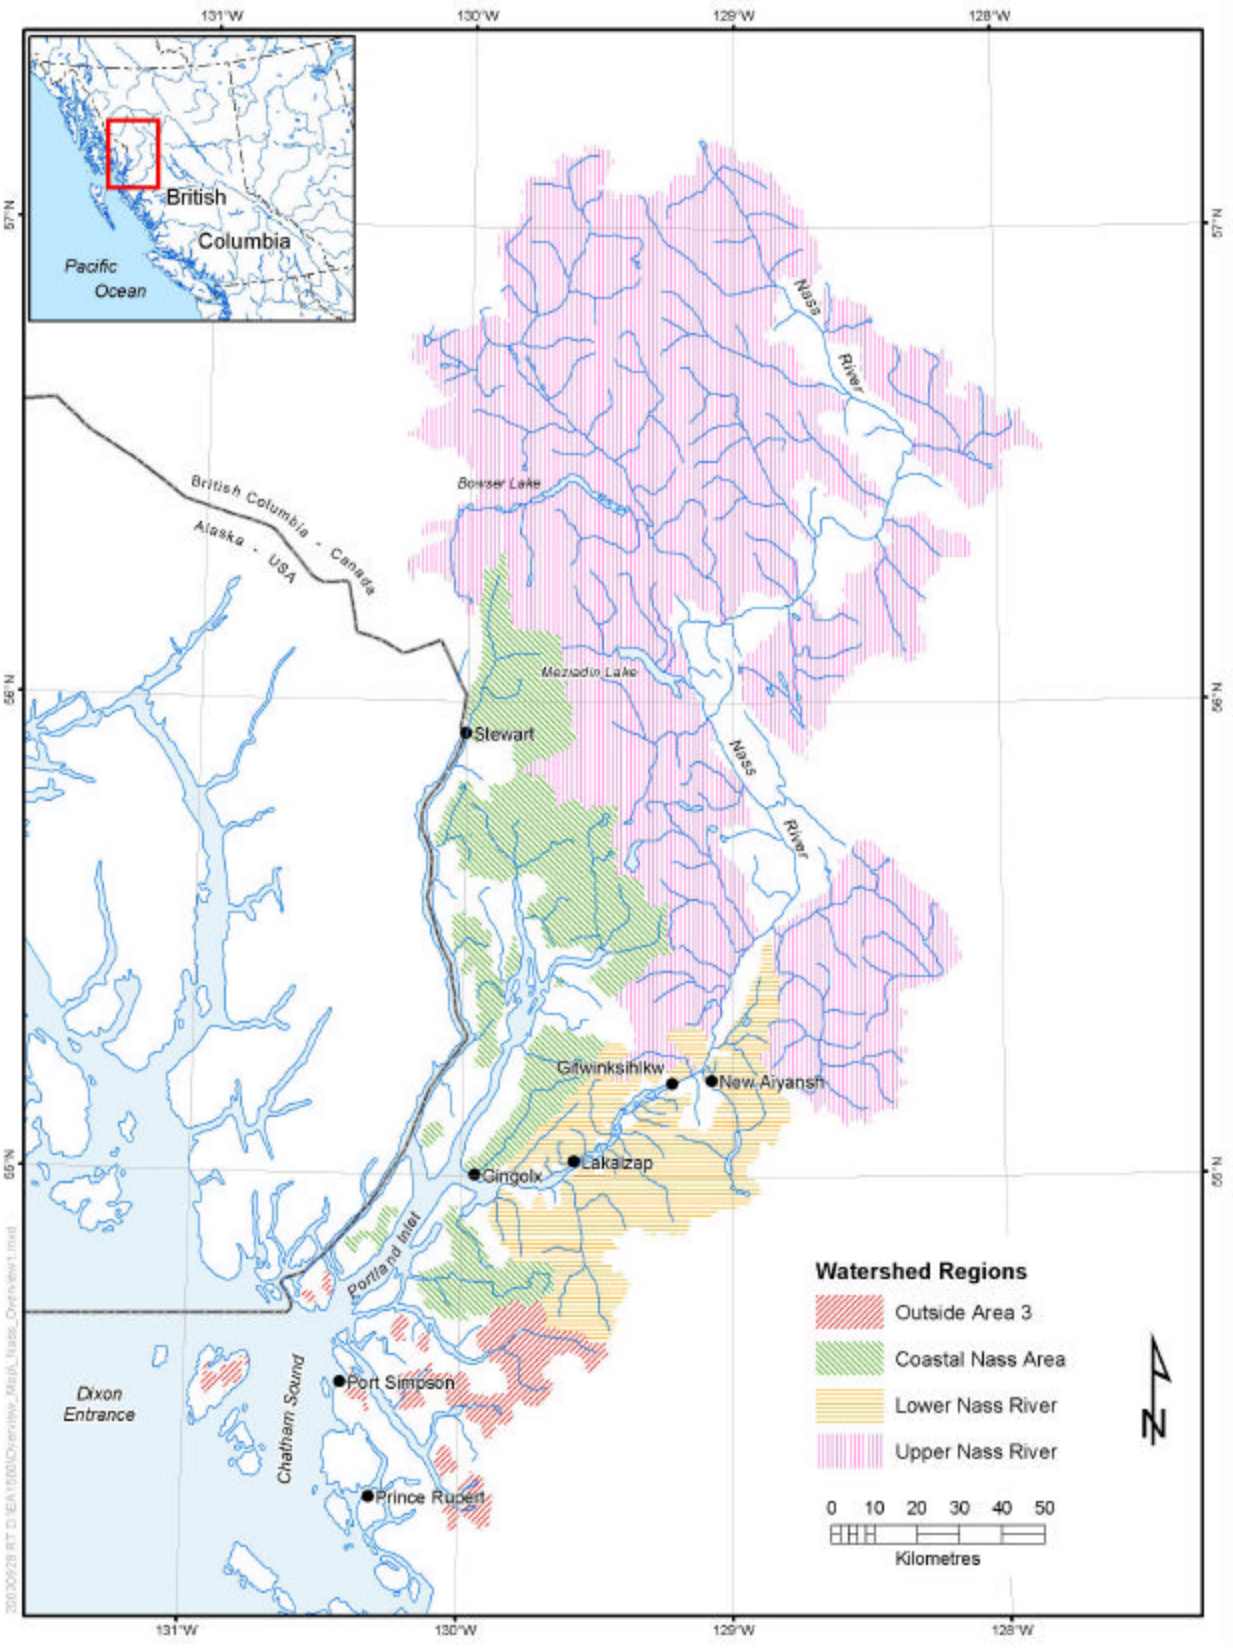 131°W 130°W 129°W 128°W
British
Columbia
Pacific
Ocean
57°N
57°N
Nass
River
Bowser Lake
British Columbia - Canada
Alaska - USA
Meziadin Lake
56°N
56°N
Stewart
Nass
River
Gitwinksihlkw
New Aiyansh
Lakalzap
Gingolx
55°N
55°N
Portland Inlet
Watershed Regions
Outside Area 3
Coastal Nass Area
Lower Nass River
Upper Nass River
Port Simpson
Dixon
Entrance
Chatham Sound
Prince Rupert
N
0 10 20 30 40 50
Kilometres
131°W 130°W 129°W 128°W